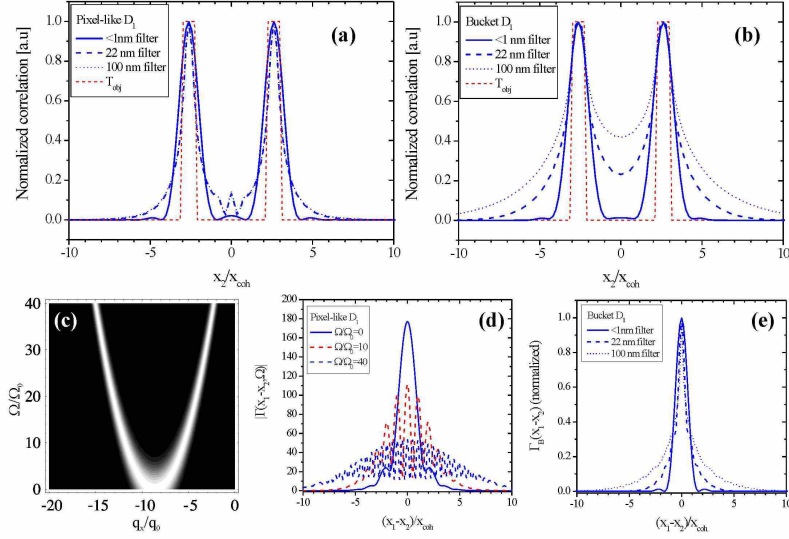 Normalized correlation [a.u]
1.0
0.8
0.6
0.4
0.2
0.0
Pixel-like D1
<1nm filter
22 nm filter
100 nm filter
Tobj
(a)
-10
-5
0
5
10
x2/xcoh
Normalized correlation [a.u]
1.0
0.8
0.6
0.4
0.2
0.0
Bucket D1
<1 nm filter
22 nm filter
100 nm filter
Tobj
(b)
-10
-5
0
5
10
x2/xcoh
Ω/Ω0
40
30
20
10
0
(c)
-20
-15
-10
-5
0
qx/q0
|Γ(x1-x2,Ω)|
200
180
160
140
120
100
80
60
40
20
0
Pixel-like D1
Ω/Ω0=0
Ω/Ω0=10
Ω/Ω0=40
(d)
-10
-5
0
5
10
(x1-x2)/xcoh
ΓB(x1-x2) (normalized)
1.0
0.8
0.6
0.4
0.2
0.0
Bucket D1
<1nm filter
22 nm filter
100 nm filter
(e)
-10
-5
0
5
10
(x1-x2)/xcoh